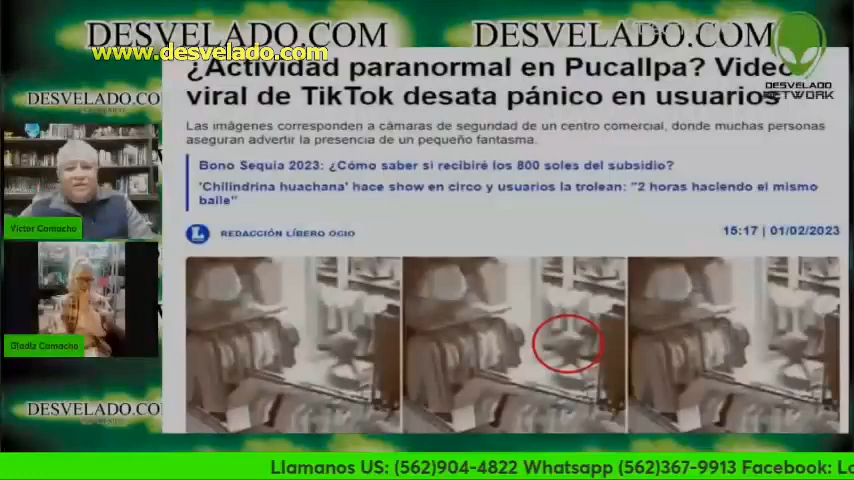 DESVELADO.COM
DESVELADO.COM
www.desvelado.com
DESVELADO
NETWORK
¿Actividad paranormal en Pucallpa? Video
viral de TikTok desata pánico en usuarios
Las imágenes corresponden a cámaras de seguridad de un centro comercial, donde muchas personas
aseguran advertir la presencia de un pequeño fantasma.
Bono Sequía 2023: ¿Cómo saber si recibiré los 800 soles del subsidio?
'Chilindrina huachana' hace show en circo y usuarios la trolean: "2 horas haciendo el mismo
baile"
L
REDACCIÓN LÍBERO OCIO
15:17 | 01/02/2023
DESVELADO.CO
Victor Camacho
Gladiz Camacho
DESVELADO.CO
Llamanos US: (562)904-4822 Whatsapp (562)367-9913 Facebook: Lo